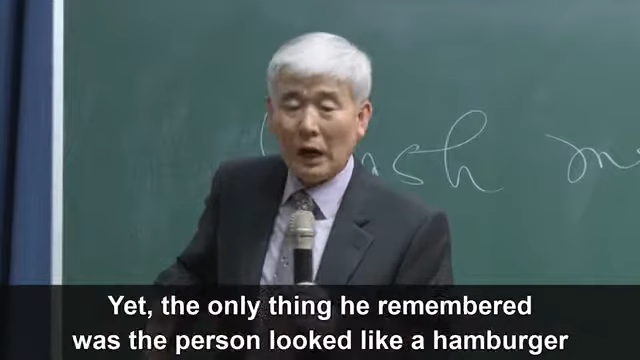 Yet, the only thing he remembered
was the person looked like a hamburger